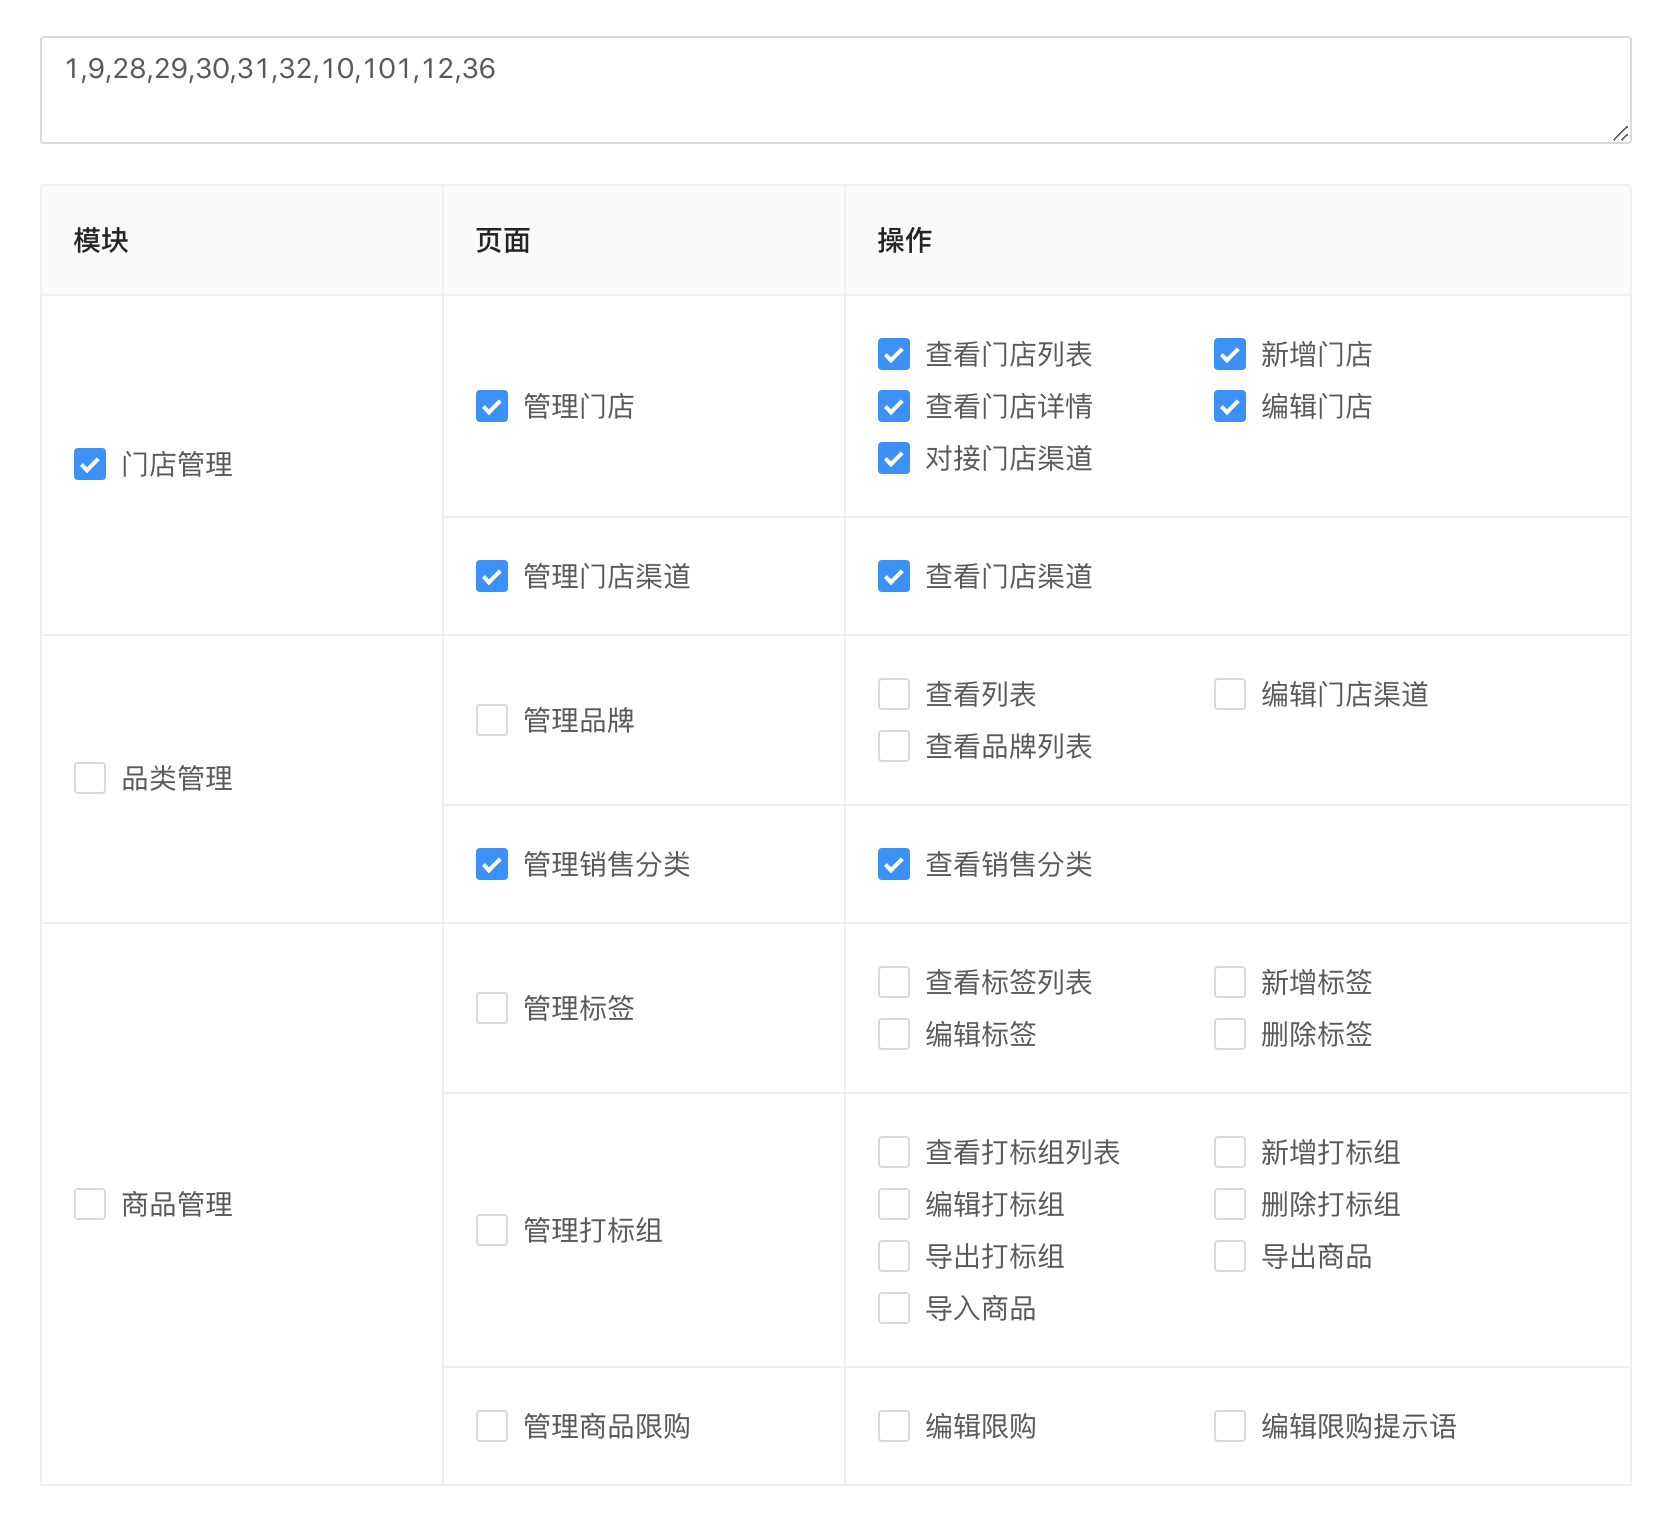 1,9,28,29,30,31,32,10,101,12,36
模块 页面 操作
查看门店列表 新增门店
管理门店 查看门店详情 编辑门店
对接门店渠道
门店管理
管理门店渠道 查看门店渠道
查看列表 编辑门店渠道
管理品牌
查看品牌列表
品类管理
管理销售分类 查看销售分类
查看标签列表 新增标签
管理标签
编辑标签 删除标签
查看打标组列表 新增打标组
商品管理 编辑打标组 删除打标组
管理打标组
导出打标组 导出商品
导入商品
管理商品限购 编辑限购 编辑限购提示语